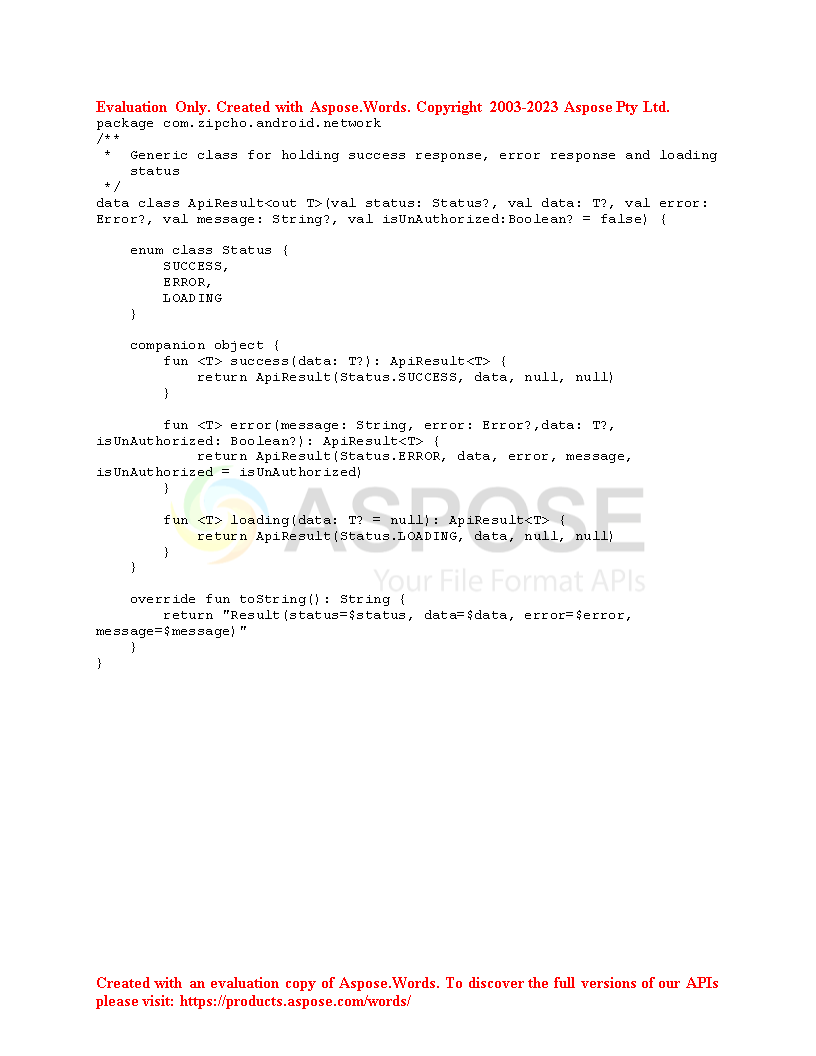 Evaluation Only. Created with Aspose.Words. Copyright 2003-2023 Aspose Pty Ltd.
package com.zipcho.android.network
/**
 *  Generic class for holding success response, error response and loading
    status
 */
data class ApiResult<out T>(val status: Status?, val data: T?, val error:
Error?, val message: String?, val isUnAuthorized:Boolean? = false) {

    enum class Status {
        SUCCESS,
        ERROR,
        LOADING
    }

    companion object {
        fun <T> success(data: T?): ApiResult<T> {
            return ApiResult(Status.SUCCESS, data, null, null)
        }

        fun <T> error(message: String, error: Error?,data: T?,
isUnAuthorized: Boolean?): ApiResult<T> {
            return ApiResult(Status.ERROR, data, error, message,
isUnAuthorized = isUnAuthorized)
        }

        fun <T> loading(data: T? = null): ApiResult<T> {
            return ApiResult(Status.LOADING, data, null, null)
        }
    }

    override fun toString(): String {
        return "Result(status=$status, data=$data, error=$error,
message=$message)"
    }
}
ASPOSE
Your File Format APIs
Created with an evaluation copy of Aspose.Words. To discover the full versions of our APIs
please visit: https://products.aspose.com/words/